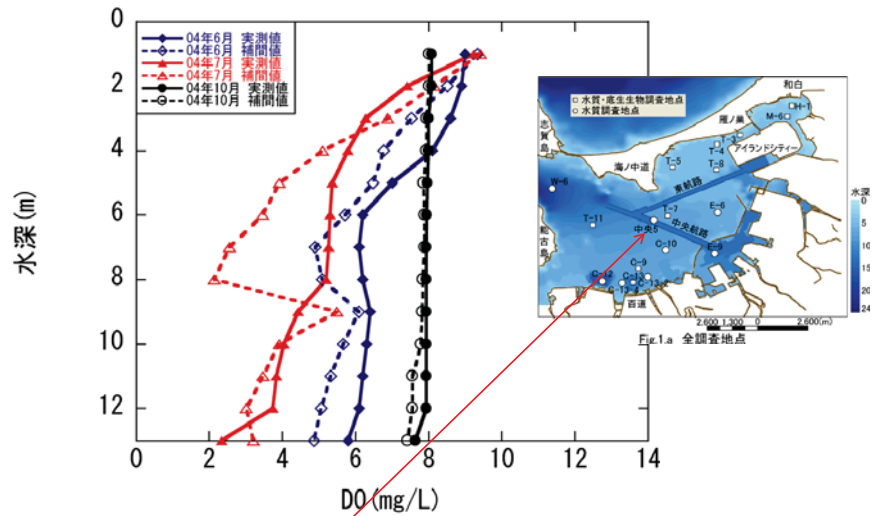 0
2
4
6
8
10
12
水深(m)
04年6月 実測値
04年6月 補間値
04年7月 実測値
04年7月 補間値
04年10月 実測値
04年10月 補間値
0 2 4 6 8 10 12 14
DO(mg/L)
水質・底生生物調査地点
水質調査地点
和白
H-1
M-6
雁ノ巣
志賀島
T-3
T-4
アイランドシティー
海ノ中道
T-5
T-8
W-6
東航路
T-7
E-6
T-11
中央5
中央航路
能古島
C-10
E-9
C-9
C-12
C-13
百道
水深
0
5
10
15
20
24
2,600 1,300 0 2,600(m)
Fig.1.a 全調査地点